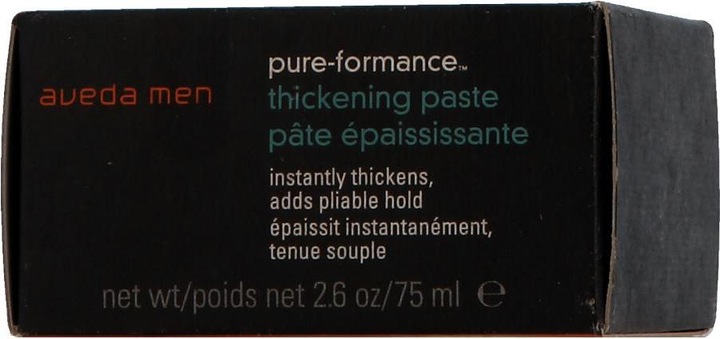 aveda men
pure-formance™
thickening paste
pâte épaississante
instantly thickens,
adds pliable hold
épaissit instantanément,
tenue souple
net wt/poids net 2.6 oz/75 ml ℮